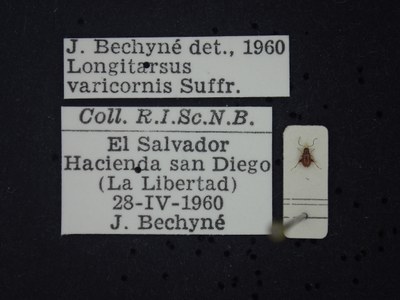 J. Bechyné det., 1960
Longitarsus
varicornis Suffr.
Coll. R.I.Sc.N.B.
El Salvador
Hacienda san Diego
(La Libertad)
28-IV-1960
J. Bechyné